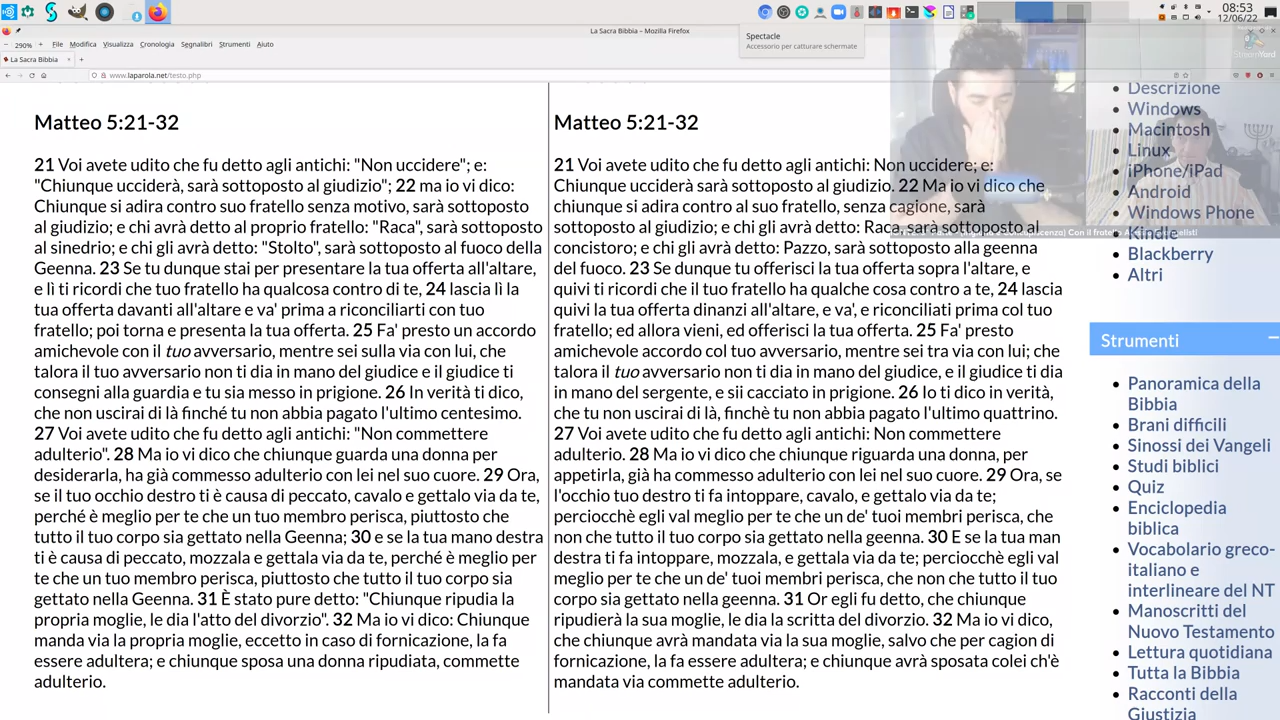 08:53
12/06/22
La Sacra Bibbia – Mozilla Firefox
Spectacle
Accessorio per catturare schermate
290%
File Modifica Visualizza Cronologia Segnalibri Strumenti Aiuto
La Sacra Bibbia
www.laparola.net/testo.php
StreamYard
Matteo 5:21-32
21 Voi avete udito che fu detto agli antichi: "Non uccidere"; e:
"Chiunque ucciderà, sarà sottoposto al giudizio"; 22 ma io vi dico:
Chiunque si adira contro suo fratello senza motivo, sarà sottoposto
al giudizio; e chi avrà detto al proprio fratello: "Raca", sarà sottoposto
al sinedrio; e chi gli avrà detto: "Stolto", sarà sottoposto al fuoco della
Geenna. 23 Se tu dunque stai per presentare la tua offerta all'altare,
e lì ti ricordi che tuo fratello ha qualcosa contro di te, 24 lascia lì la
tua offerta davanti all'altare e va' prima a riconciliarti con tuo
fratello; poi torna e presenta la tua offerta. 25 Fa' presto un accordo
amichevole con il tuo avversario, mentre sei sulla via con lui, che
talora il tuo avversario non ti dia in mano del giudice e il giudice ti
consegni alla guardia e tu sia messo in prigione. 26 In verità ti dico,
che non uscirai di là finché tu non abbia pagato l'ultimo centesimo.
27 Voi avete udito che fu detto agli antichi: "Non commettere
adulterio". 28 Ma io vi dico che chiunque guarda una donna per
desiderarla, ha già commesso adulterio con lei nel suo cuore. 29 Ora,
se il tuo occhio destro ti è causa di peccato, cavalo e gettalo via da te,
perché è meglio per te che un tuo membro perisca, piuttosto che
tutto il tuo corpo sia gettato nella Geenna; 30 e se la tua mano destra
ti è causa di peccato, mozzala e gettala via da te, perché è meglio per
te che un tuo membro perisca, piuttosto che tutto il tuo corpo sia
gettato nella Geenna. 31 È stato pure detto: "Chiunque ripudia la
propria moglie, le dia l'atto del divorzio". 32 Ma io vi dico: Chiunque
manda via la propria moglie, eccetto in caso di fornicazione, la fa
essere adultera; e chiunque sposa una donna ripudiata, commette
adulterio.
Matteo 5:21-32
21 Voi avete udito che fu detto agli antichi: Non uccidere; e:
Chiunque ucciderà sarà sottoposto al giudizio. 22 Ma io vi dico che
chiunque si adira contro al suo fratello, senza cagione, sarà
sottoposto al giudizio; e chi gli avrà detto: Raca, sarà sottoposto al
concistoro; e chi gli avrà detto: Pazzo, sarà sottoposto alla geenna
del fuoco. 23 Se dunque tu offerisci la tua offerta sopra l'altare, e
quivi ti ricordi che il tuo fratello ha qualche cosa contro a te, 24 lascia
quivi la tua offerta dinanzi all'altare, e va', e riconciliati prima col tuo
fratello; ed allora vieni, ed offerisci la tua offerta. 25 Fa' presto
amichevole accordo col tuo avversario, mentre sei tra via con lui; che
talora il tuo avversario non ti dia in mano del giudice, e il giudice ti dia
in mano del sergente, e sii cacciato in prigione. 26 Io ti dico in verità,
che tu non uscirai di là, finchè tu non abbia pagato l'ultimo quattrino.
27 Voi avete udito che fu detto agli antichi: Non commettere
adulterio. 28 Ma io vi dico che chiunque riguarda una donna, per
appetirla, già ha commesso adulterio con lei nel suo cuore. 29 Ora, se
l'occhio tuo destro ti fa intoppare, cavalo, e gettalo via da te;
perciocchè egli val meglio per te che un de' tuoi membri perisca, che
non che tutto il tuo corpo sia gettato nella geenna. 30 E se la tua man
destra ti fa intoppare, mozzala, e gettala via da te; perciocchè egli val
meglio per te che un de' tuoi membri perisca, che non che tutto il tuo
corpo sia gettato nella geenna. 31 Or egli fu detto, che chiunque
ripudierà la sua moglie, le dia la scritta del divorzio. 32 Ma io vi dico,
che chiunque avrà mandata via la sua moglie, salvo che per cagion di
fornicazione, la fa essere adultera; e chiunque avrà sposata colei ch'è
mandata via commette adulterio.
Descrizione
Windows
Macintosh
Linux
iPhone/iPad
Android
Windows Phone
Kindle
Blackberry
Altri
Strumenti
Panoramica della
Bibbia
Brani difficili
Sinossi dei Vangeli
Studi biblici
Quiz
Enciclopedia
biblica
Vocabolario greco-
italiano e
interlineare del NT
Manoscritti del
Nuovo Testamento
Lettura quotidiana
Tutta la Bibbia
Racconti della
Giustizia